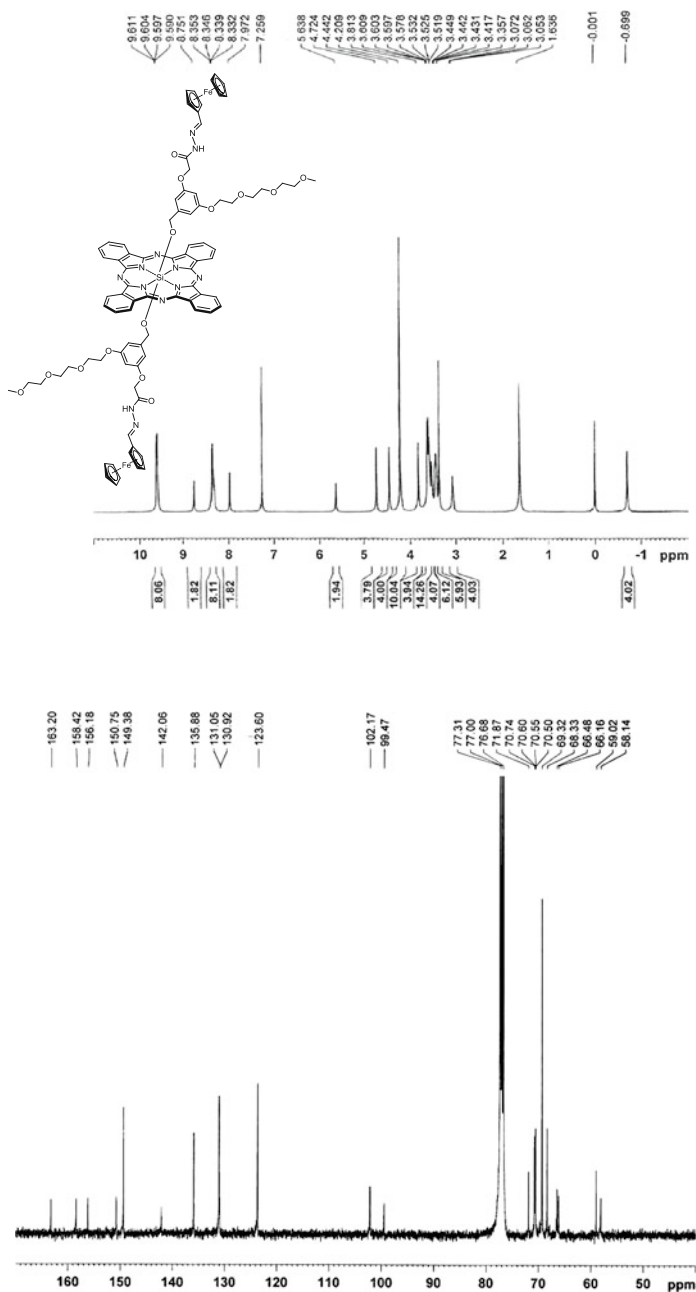 9.611 9.604 9.597 9.590 8.751 8.353 8.346 8.339 8.332 7.972 7.259 5.638 4.724 4.442 4.209 3.813 3.609 3.603 3.597 3.578 3.532 3.525 3.519 3.449 3.442 3.431 3.417 3.357 3.072 3.062 3.053 1.636 -0.001 -0.699
Fe
N
NH
O
O
O O O O
O
N
N N N
N Si N
N N N
N
O
O O O O
O
O
HN
N
Fe
10 9 8 7 6 5 4 3 2 1 0 -1 ppm
8.06 1.82 8.11 1.82 1.94 3.79 4.00 10.04 3.94 14.26 4.07 6.12 5.93 4.03 4.02
163.20 158.42 156.18 150.75 149.38 142.06 135.88 131.05 130.92 123.60 102.17 99.47 77.31 77.00 76.68 71.87 70.74 70.60 70.55 70.50 69.32 68.33 66.48 66.16 59.02 58.14
160 150 140 130 120 110 100 90 80 70 60 50 ppm